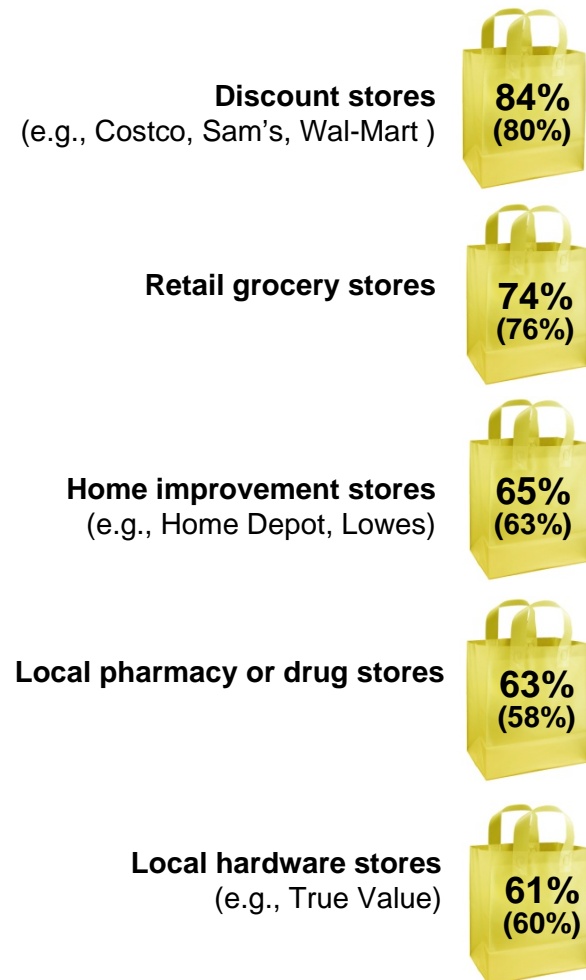 Discount stores
(e.g., Costco, Sam's, Wal-Mart )
84%
(80%)
Retail grocery stores
74%
(76%)
Home improvement stores
(e.g., Home Depot, Lowes)
65%
(63%)
Local pharmacy or drug stores
63%
(58%)
Local hardware stores
(e.g., True Value)
61%
(60%)